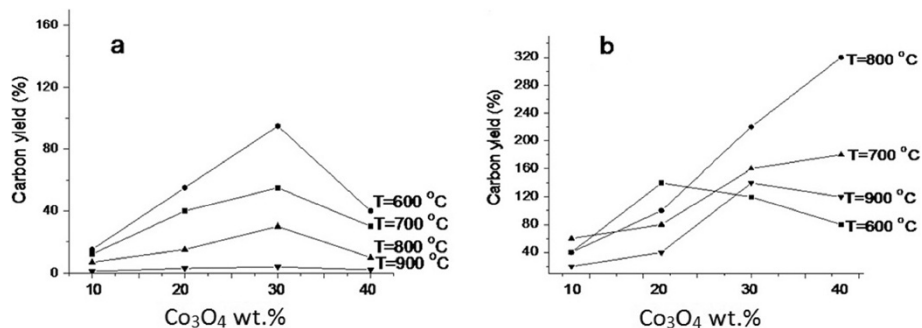 a
Carbon yield (%)
160
120
80
40
0
10 20 30 40
Co₃O₄ wt.%
T=600 °C
T=700 °C
T=800 °C
T=900 °C
b
Carbon yield (%)
320
280
240
200
160
120
80
40
10 20 30 40
Co₃O₄ wt.%
T=800 °C
T=700 °C
T=900 °C
T=600 °C